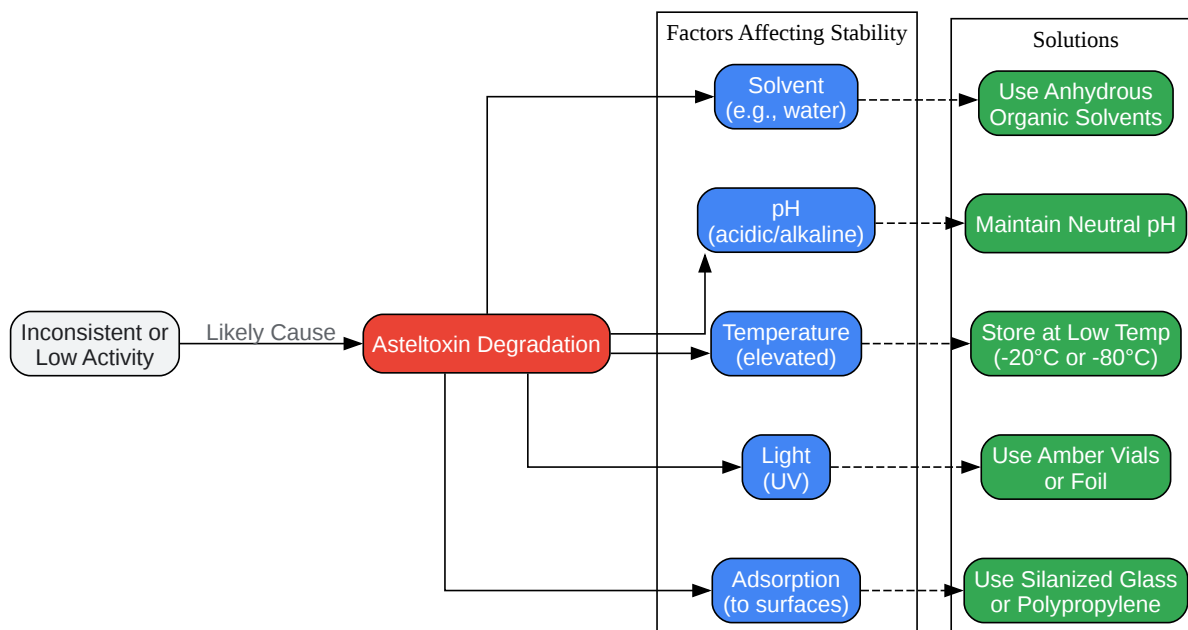 Factors Affecting Stability
Solutions
Solvent
(e.g., water)
Use Anhydrous
Organic Solvents
pH
(acidic/alkaline)
Maintain Neutral pH
Inconsistent or
Low Activity
Likely Cause
Asteltoxin Degradation
Temperature
(elevated)
Store at Low Temp
(-20°C or -80°C)
Light
(UV)
Use Amber Vials
or Foil
Adsorption
(to surfaces)
Use Silanized Glass
or Polypropylene